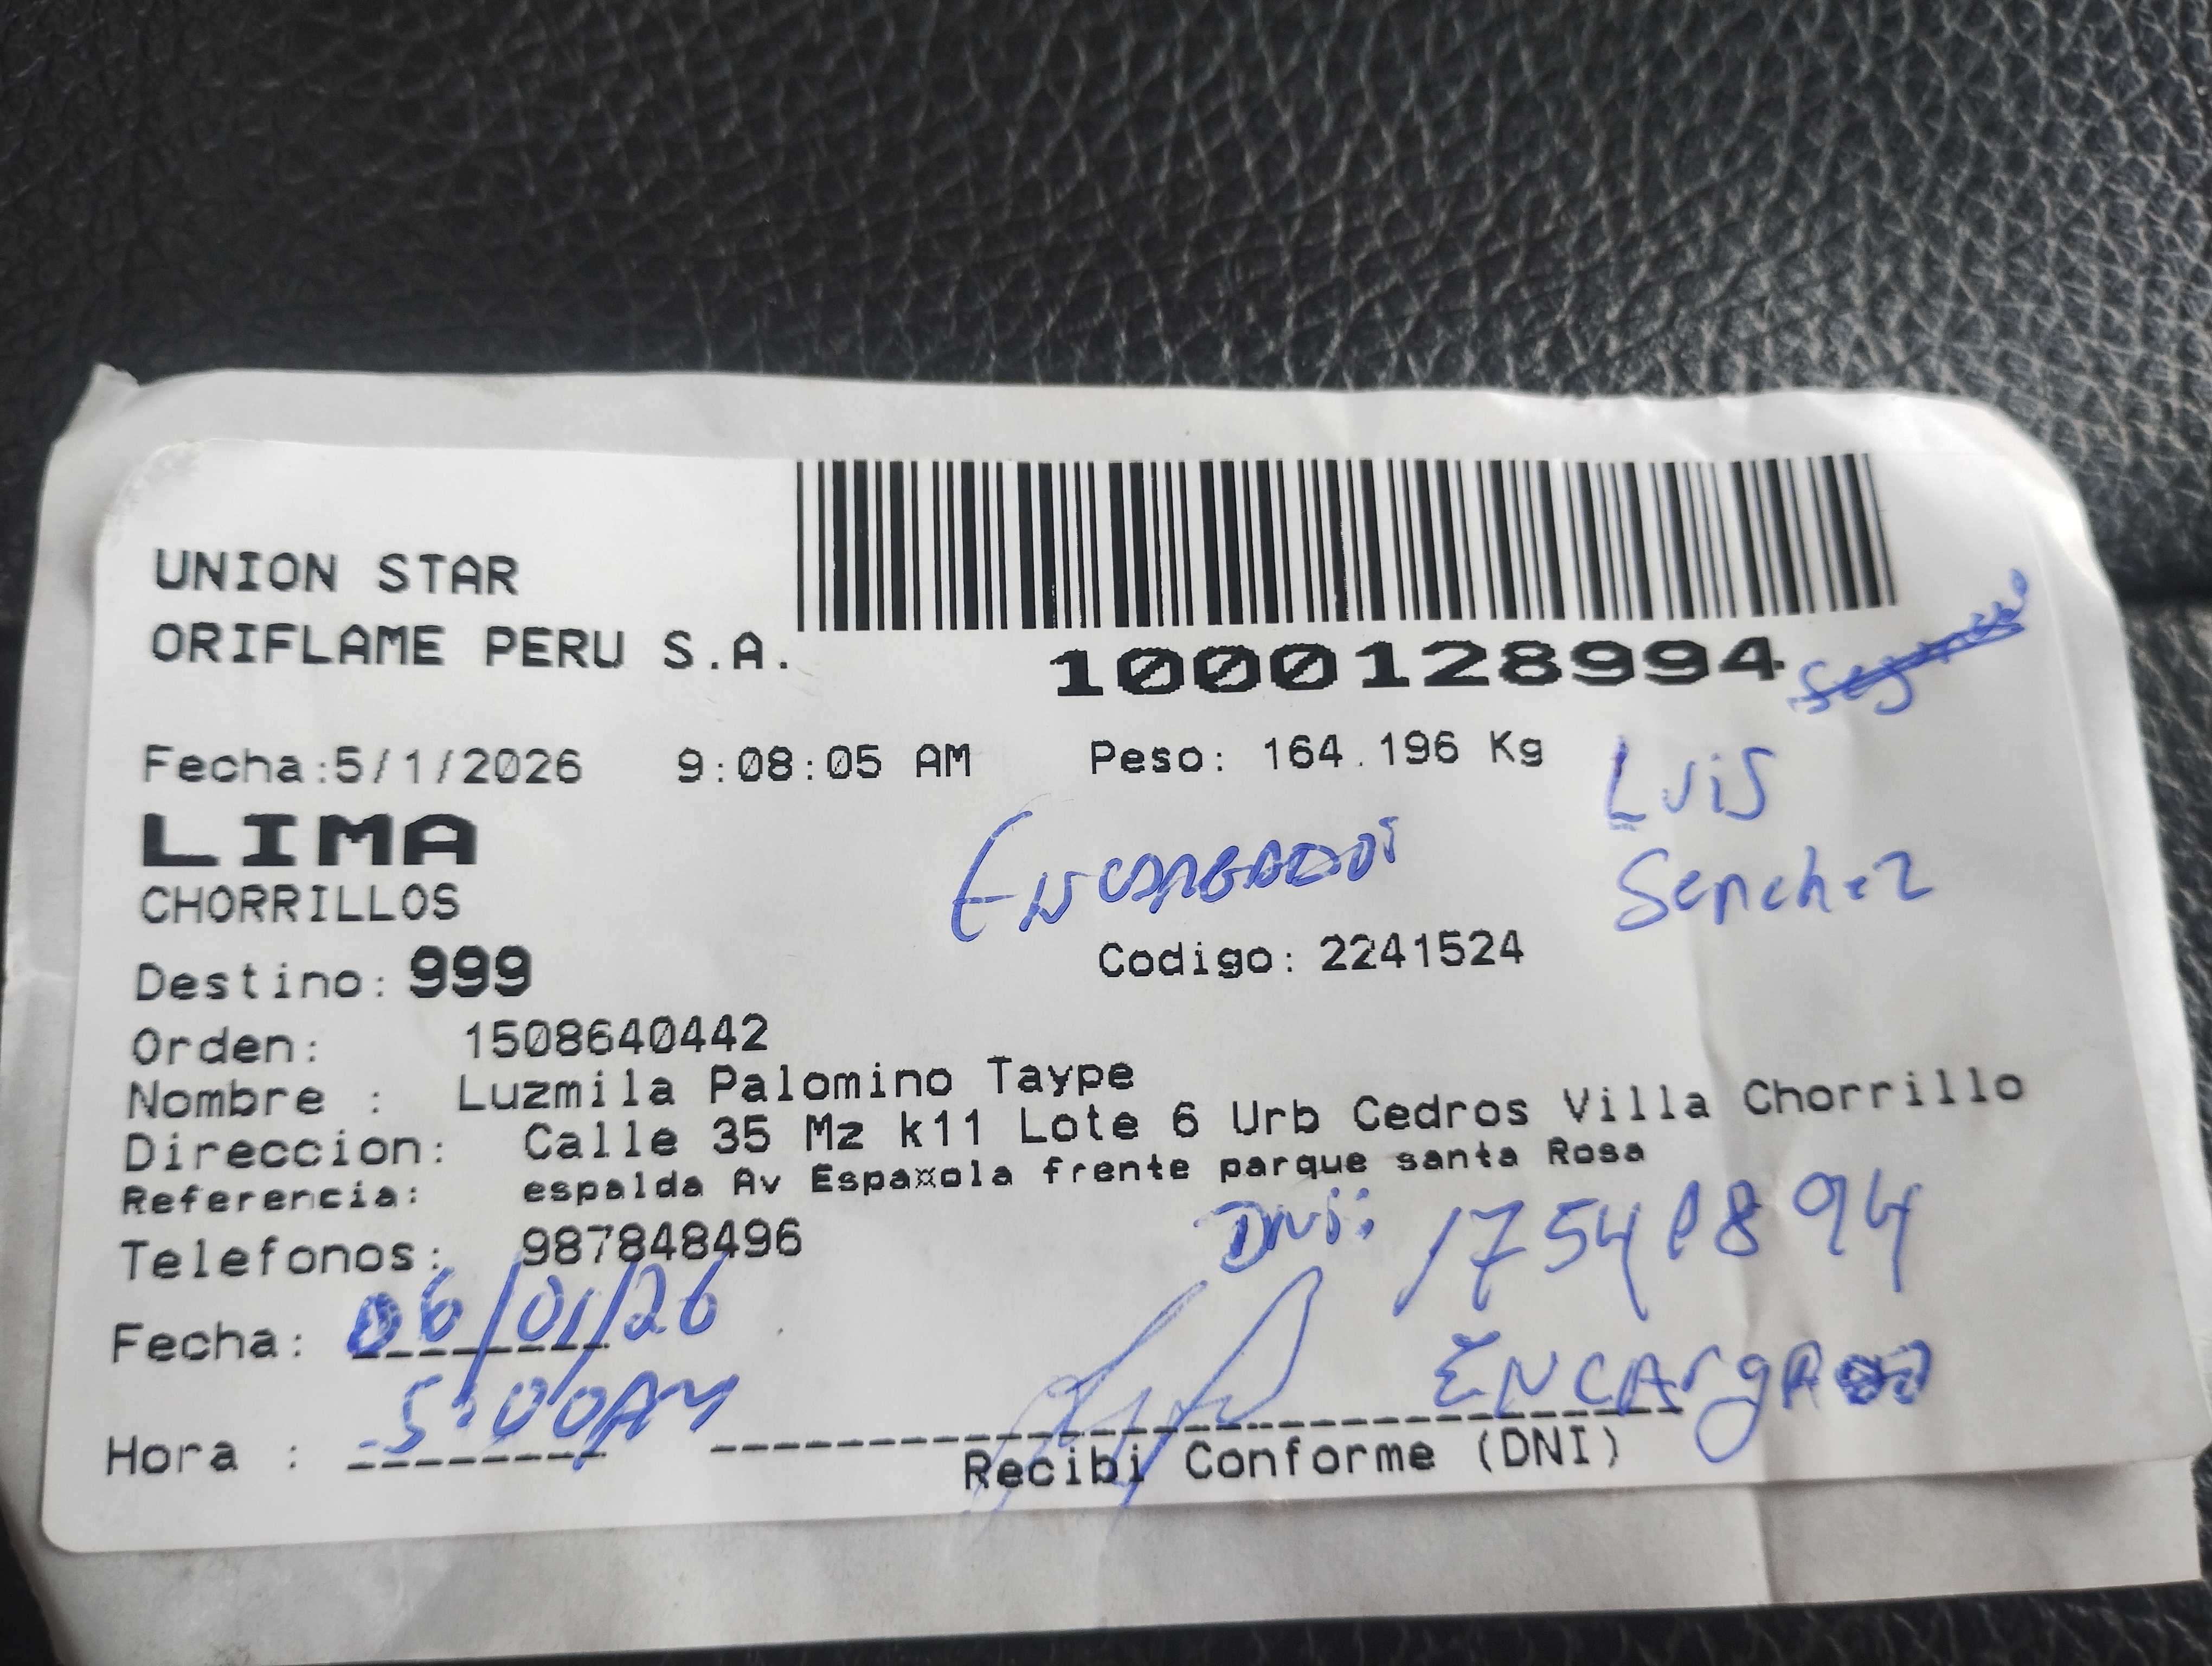 UNION STAR
ORIFLAME PERU S.A.
1000128994
Fecha:5/1/2026 9:08:05 AM Peso: 164.196 Kg
Luis
Sanchez
LIMA
CHORRILLOS
Destino: 999
Codigo: 2241524
Orden: 1508640442
Nombre : Luzmila Palomino Taype
Direccion: Calle 35 Mz k11 Lote 6 Urb Cedros Villa Chorrillo
Referencia: espalda Av Espa¤ola frente parque santa Rosa
Telefonos: 987848496
DNi:
Fecha: 06/01/26
Hora : 5:00AM
Recibi Conforme (DNI)